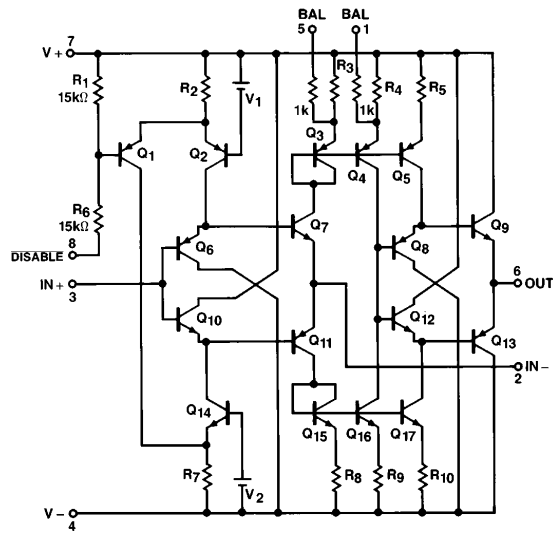 BAL BAL
5 1
7
V+
R1
15kΩ
R2
V1
R3
1k
R4
1k
R5
Q1
Q2
Q3
Q4
Q5
R6
15kΩ
8
DISABLE
Q6
Q7
Q8
Q9
IN+
3
6
OUT
Q10
Q11
Q12
Q13
IN−
2
Q14
Q15
Q16
Q17
R7
V2
R8
R9
R10
V−
4